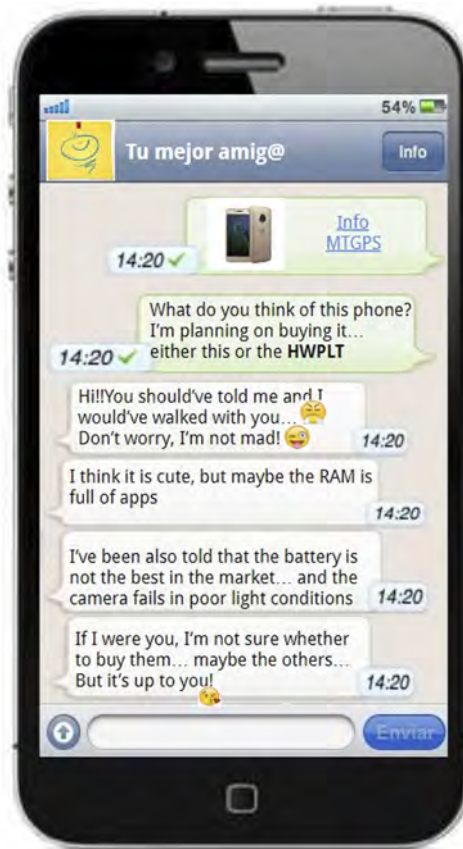 54%
Tu mejor amig@
Info
Info
MTGPS
14:20
What do you think of this phone?
I'm planning on buying it...
either this or the HWPLT
14:20
Hi!!You should've told me and I
would've walked with you...
Don't worry, I'm not mad!
14:20
I think it is cute, but maybe the RAM is
full of apps
14:20
I've been also told that the battery is
not the best in the market... and the
camera fails in poor light conditions
14:20
If I were you, I'm not sure whether
to buy them... maybe the others...
But it's up to you!
14:20
Enviar